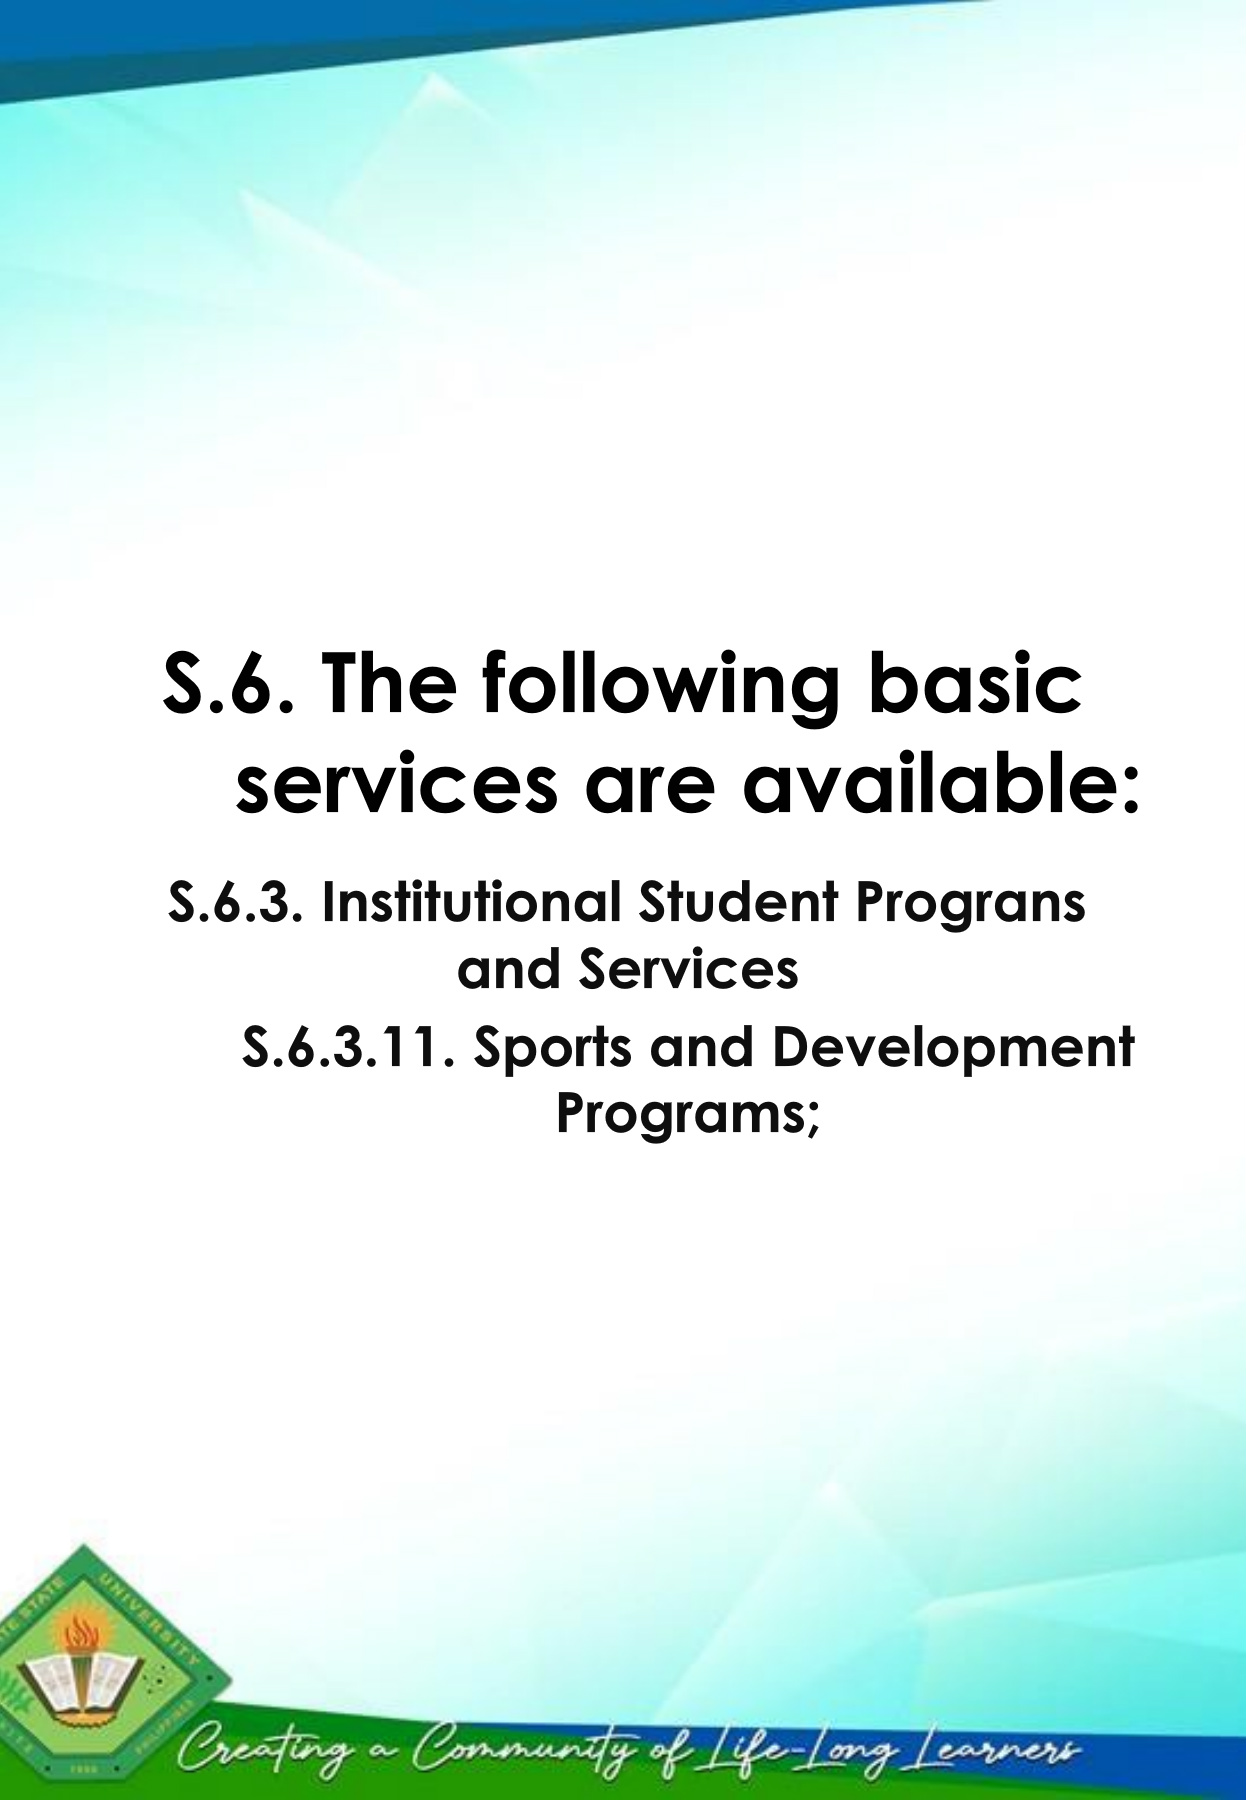 S.6. The following basic
services are available:
S.6.3. Institutional Student Prograns
and Services
S.6.3.11. Sports and Development
Programs;
STATE UNIVERSITY
PHILIPPINES
Creating a Community of Life-Long Learners